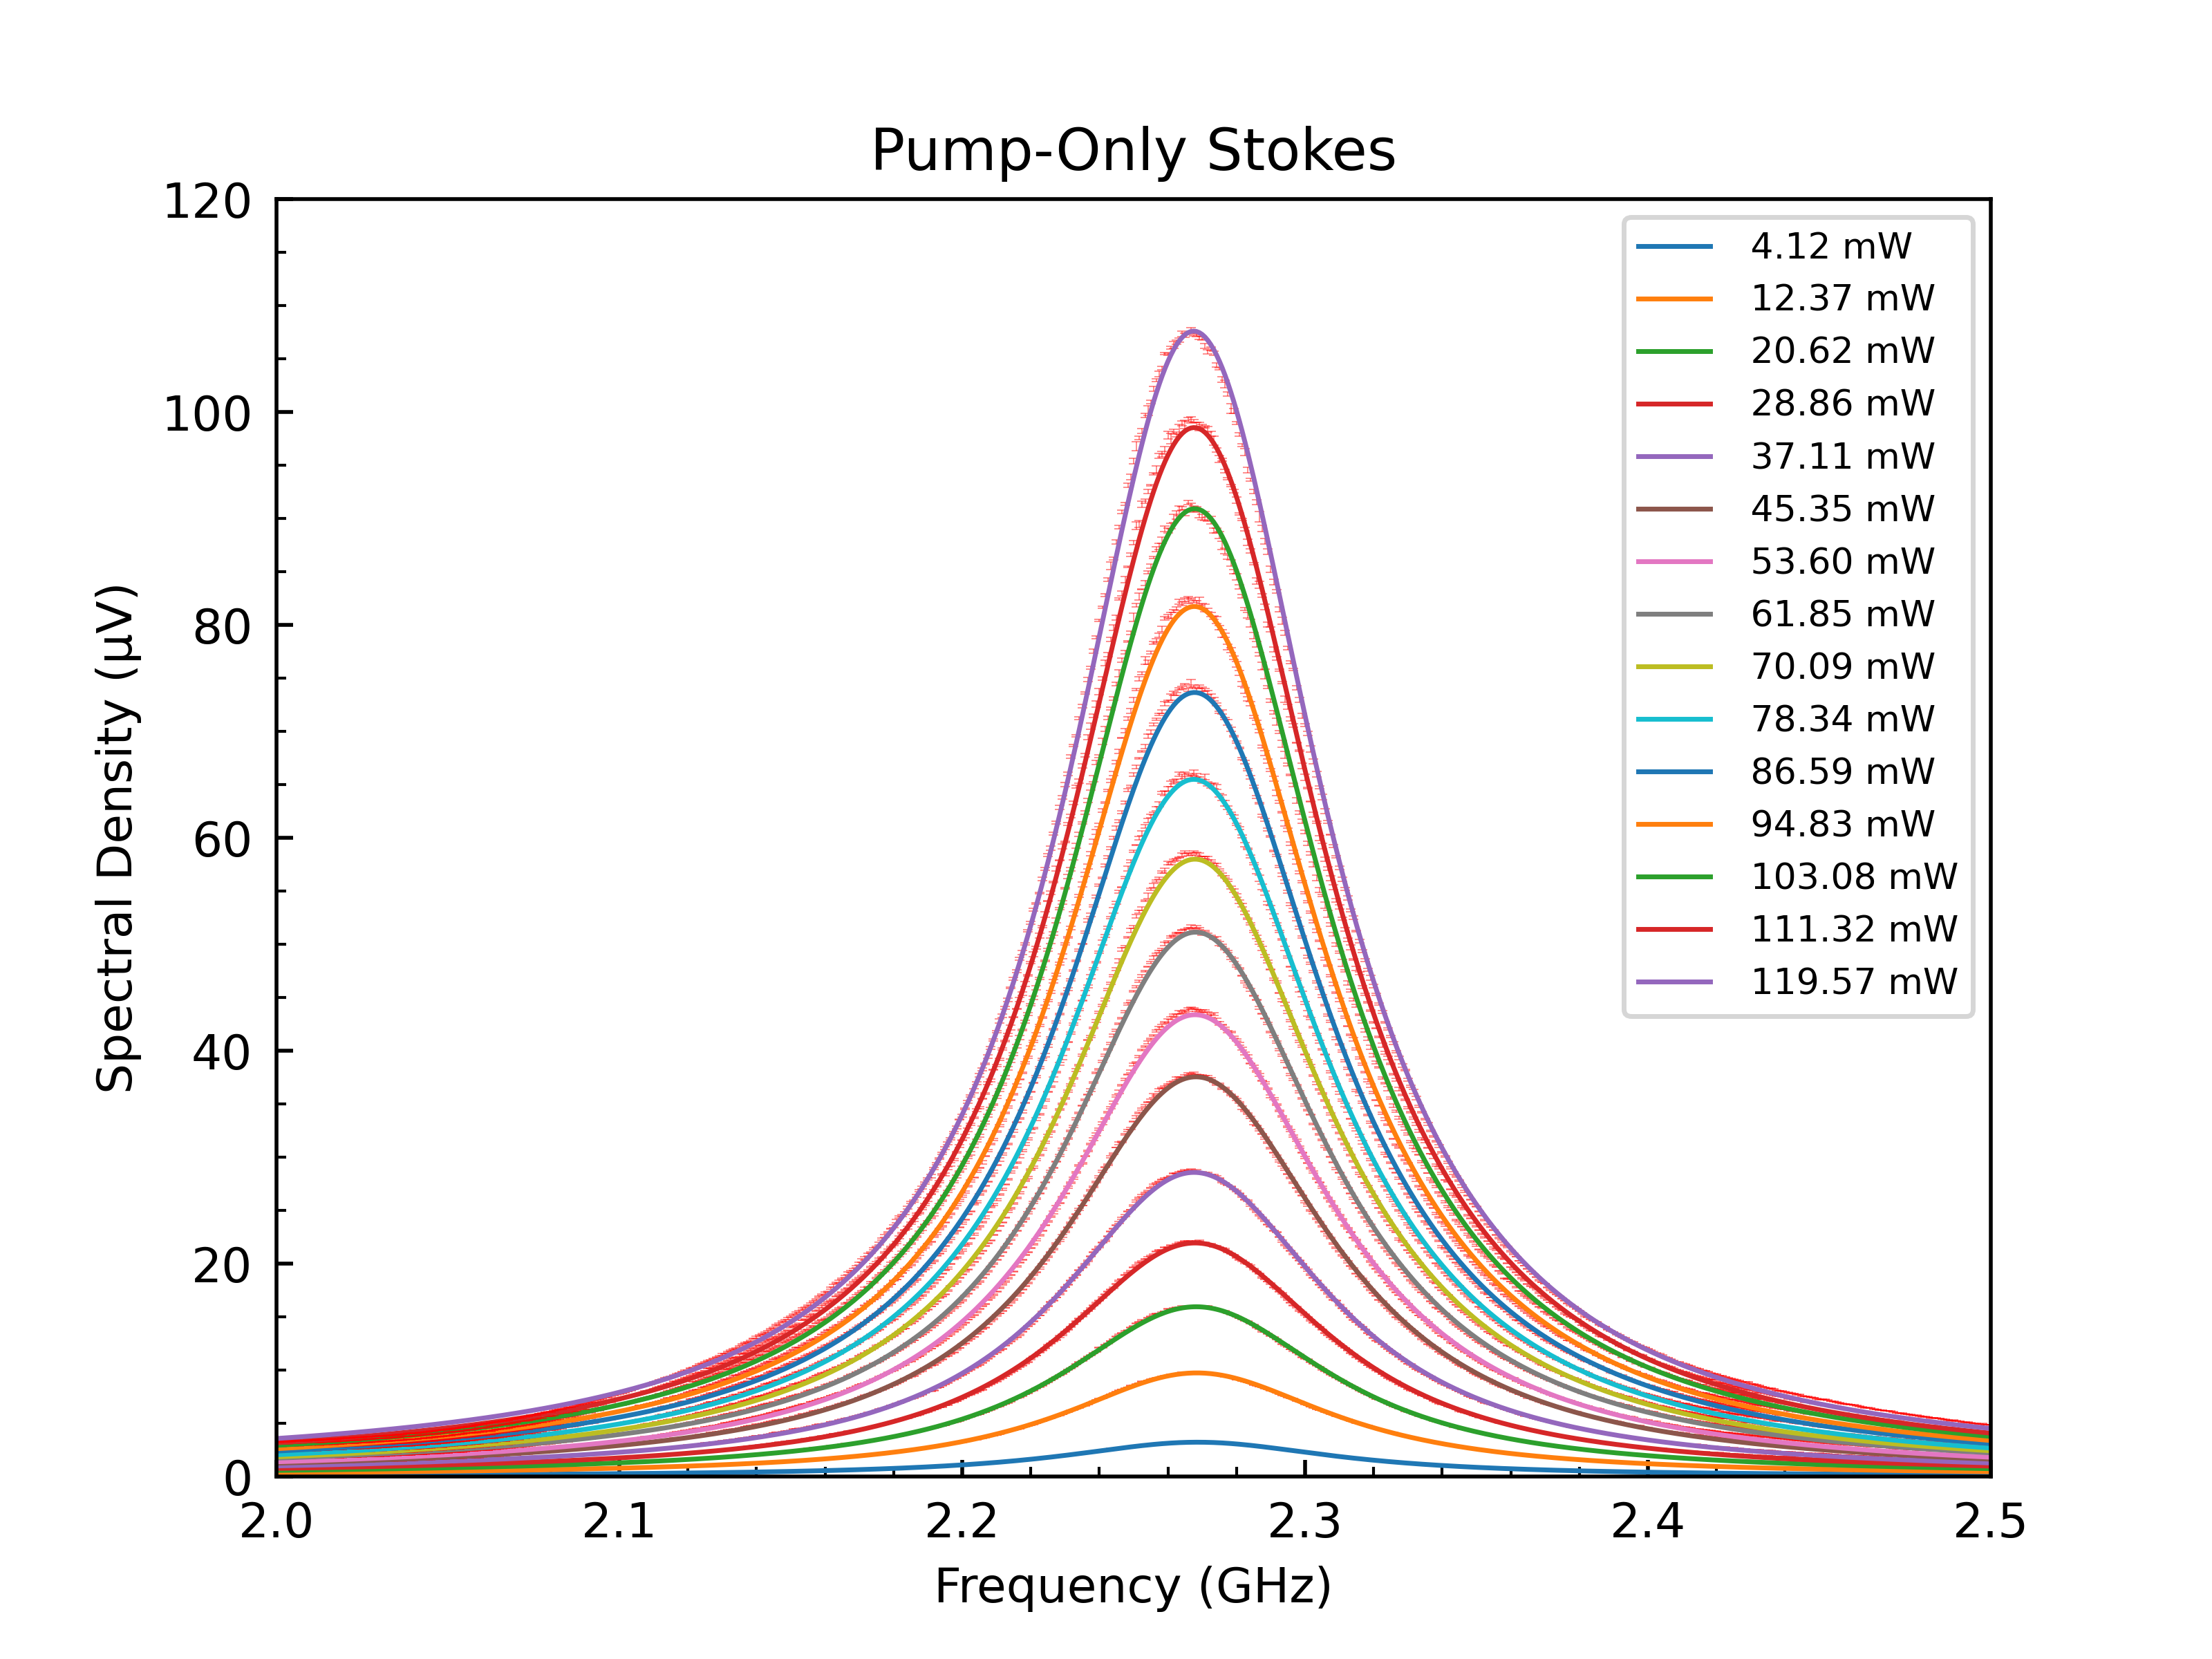 Pump-Only Stokes
120
100
80
60
40
20
0
Spectral Density (μV)
4.12 mW
12.37 mW
20.62 mW
28.86 mW
37.11 mW
45.35 mW
53.60 mW
61.85 mW
70.09 mW
78.34 mW
86.59 mW
94.83 mW
103.08 mW
111.32 mW
119.57 mW
2.0 2.1 2.2 2.3 2.4 2.5
Frequency (GHz)